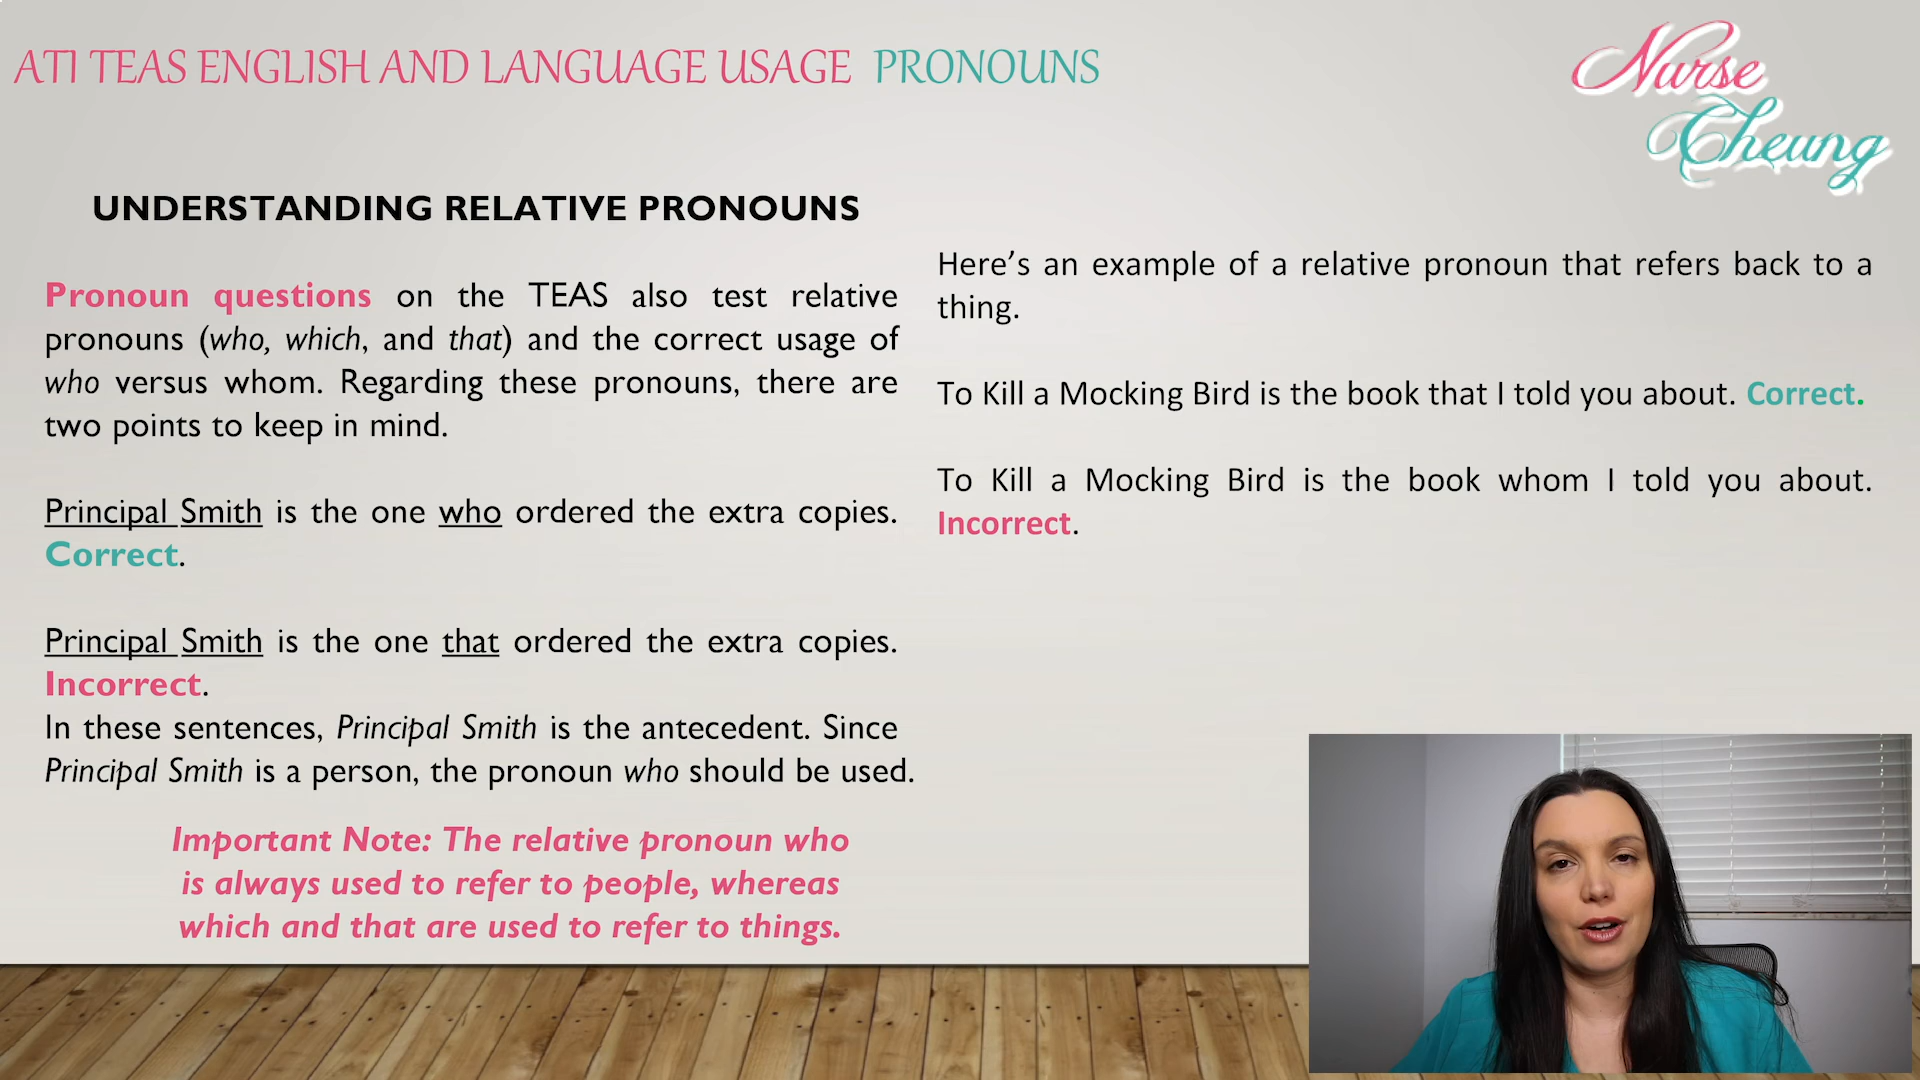 ATI TEAS ENGLISH AND LANGUAGE USAGE PRONOUNS
Nurse
Cheung
UNDERSTANDING RELATIVE PRONOUNS
Pronoun questions on the TEAS also test relative
pronouns (who, which, and that) and the correct usage of
who versus whom. Regarding these pronouns, there are
two points to keep in mind.
Principal Smith is the one who ordered the extra copies.
Correct.
Principal Smith is the one that ordered the extra copies.
Incorrect.
In these sentences, Principal Smith is the antecedent. Since
Principal Smith is a person, the pronoun who should be used.
Important Note: The relative pronoun who
is always used to refer to people, whereas
which and that are used to refer to things.
Here’s an example of a relative pronoun that refers back to a
thing.
To Kill a Mocking Bird is the book that I told you about. Correct.
To Kill a Mocking Bird is the book whom I told you about.
Incorrect.